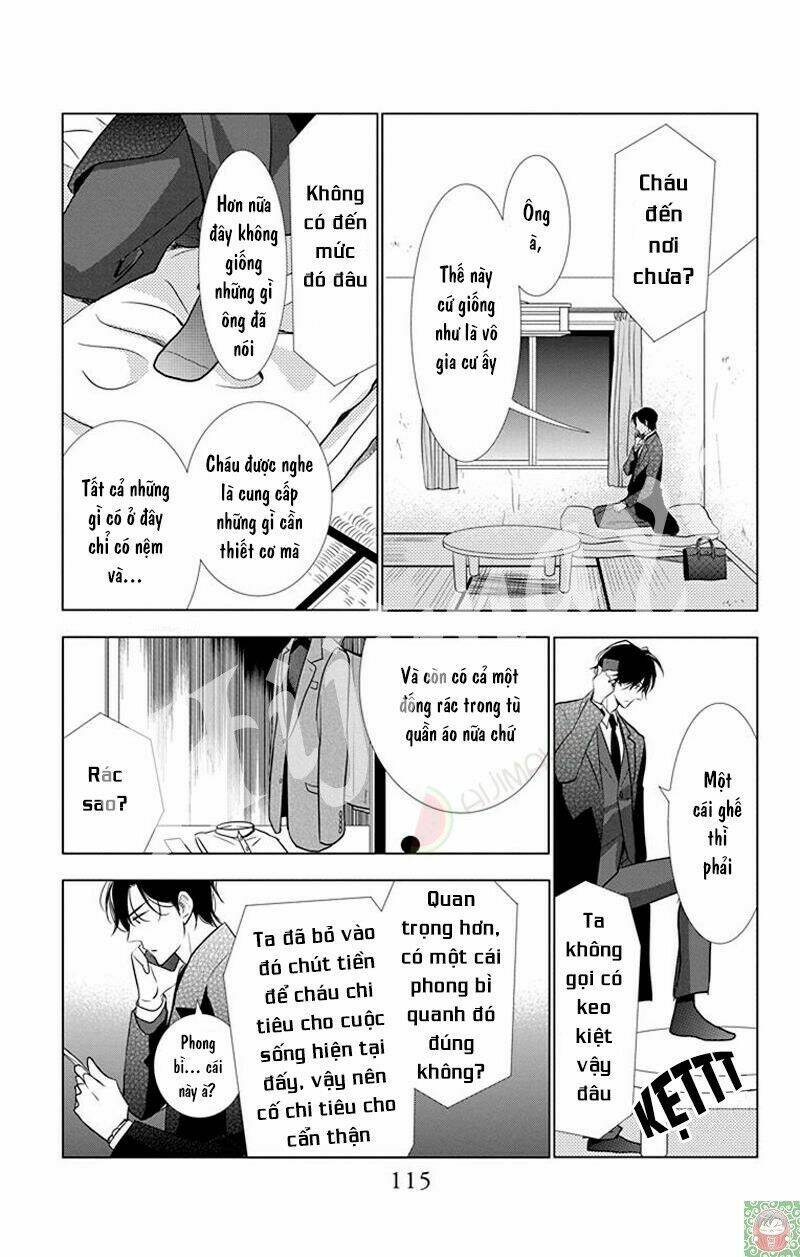 Cháu
đến
nơi
chưa?
Ông
à,
Thế này
cứ giống
như là vô
gia cư ấy
Không
có đến
mức
đó đâu
Hơn nữa
đây không
giống
những gì
ông đã
nói
Cháu được nghe
là cung cấp
những gì cần
thiết cơ mà
Tất cả những
gì có ở đây
chỉ có nệm
và...
Một
cái ghế
thì
phải
Ta
không
gọi có
keo
kiệt
vậy
đâu
KẸTTT
Và còn có cả một
đống rác trong tủ
quần áo nữa chứ
AIJIMOI
Rác
sao?
Quan
trọng hơn,
có một cái
phong bì
quanh đó
đúng
không?
Ta đã bỏ vào
đó chút tiền
để cháu chi
tiêu cho cuộc
sống hiện tại
đấy, vậy nên
cố chi tiêu cho
cẩn thận
Phong
bì... cái
này à?
115